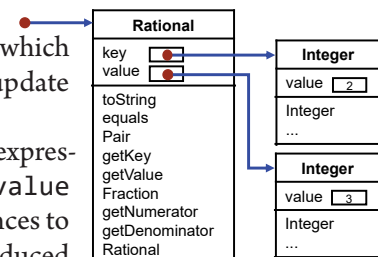 which
update
expres-
value
nces to
duced
Rational
key
value
toString
equals
Pair
getKey
getValue
Fraction
getNumerator
getDenominator
Rational
Integer
value 2
Integer
...
Integer
value 3
Integer
...